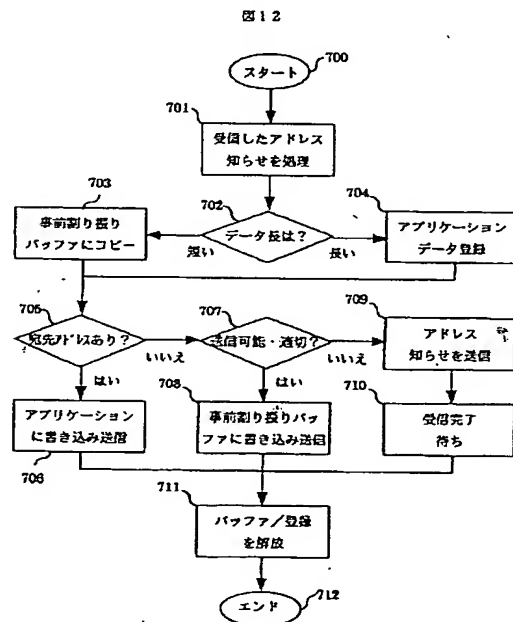 図12
700
スタート
701
受信したアドレス
知らせを処理
703
事前割り振り
バッファにコピー
702
データ長は?
短い
長い
704
アプリケーション
データ登録
705
宛先アドレスあり?
いいえ
はい
707
送信可能・適切?
いいえ
はい
709
アドレス
知らせを送信
アプリケーション
に書き込み送信
706
708
事前割り振りバッ
ファに書き込み送信
710
受信完了
待ち
711
バッファ/登録
を解放
エンド
712